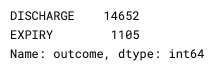 DISCHARGE    14652
EXPIRY        1105
Name: outcome, dtype: int64